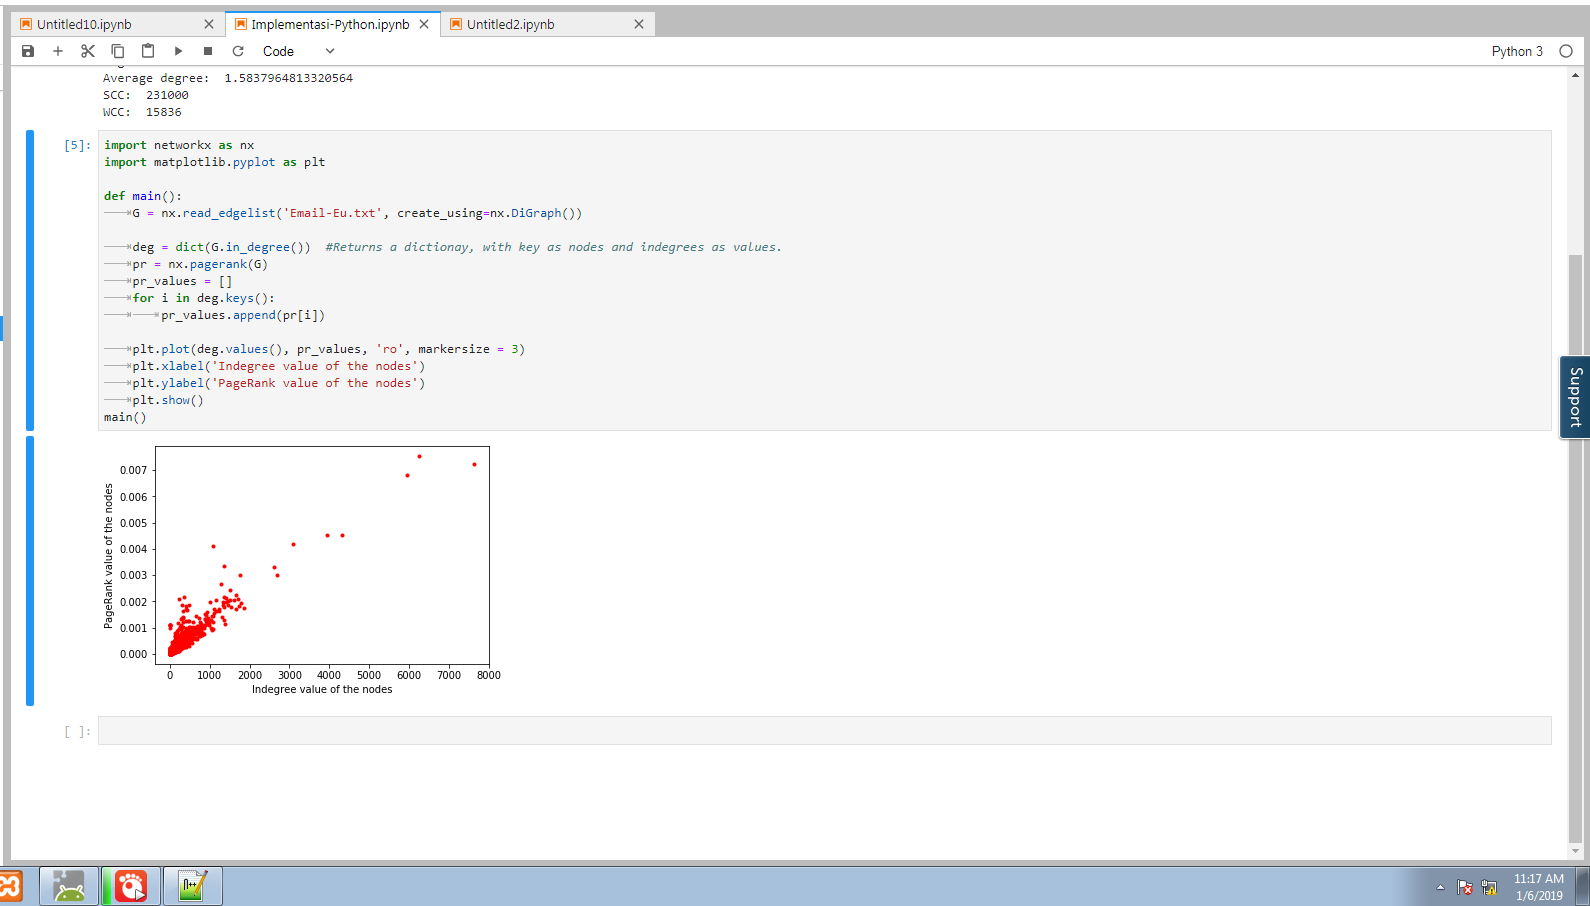 Untitled10.ipynb
Implementasi-Python.ipynb
Untitled2.ipynb
Code
Python 3
Average degree:  1.5837964813320564
SCC:  231000
WCC:  15836
[5]:
import networkx as nx
import matplotlib.pyplot as plt
def main():
G = nx.read_edgelist('Email-Eu.txt', create_using=nx.DiGraph())
deg = dict(G.in_degree())  #Returns a dictionay, with key as nodes and indegrees as values.
pr = nx.pagerank(G)
pr_values = []
for i in deg.keys():
pr_values.append(pr[i])
plt.plot(deg.values(), pr_values, 'ro', markersize = 3)
plt.xlabel('Indegree value of the nodes')
plt.ylabel('PageRank value of the nodes')
plt.show()
main()
Support
PageRank value of the nodes
0.007
0.006
0.005
0.004
0.003
0.002
0.001
0.000
0 1000 2000 3000 4000 5000 6000 7000 8000
Indegree value of the nodes
[ ]:
11:17 AM
1/6/2019